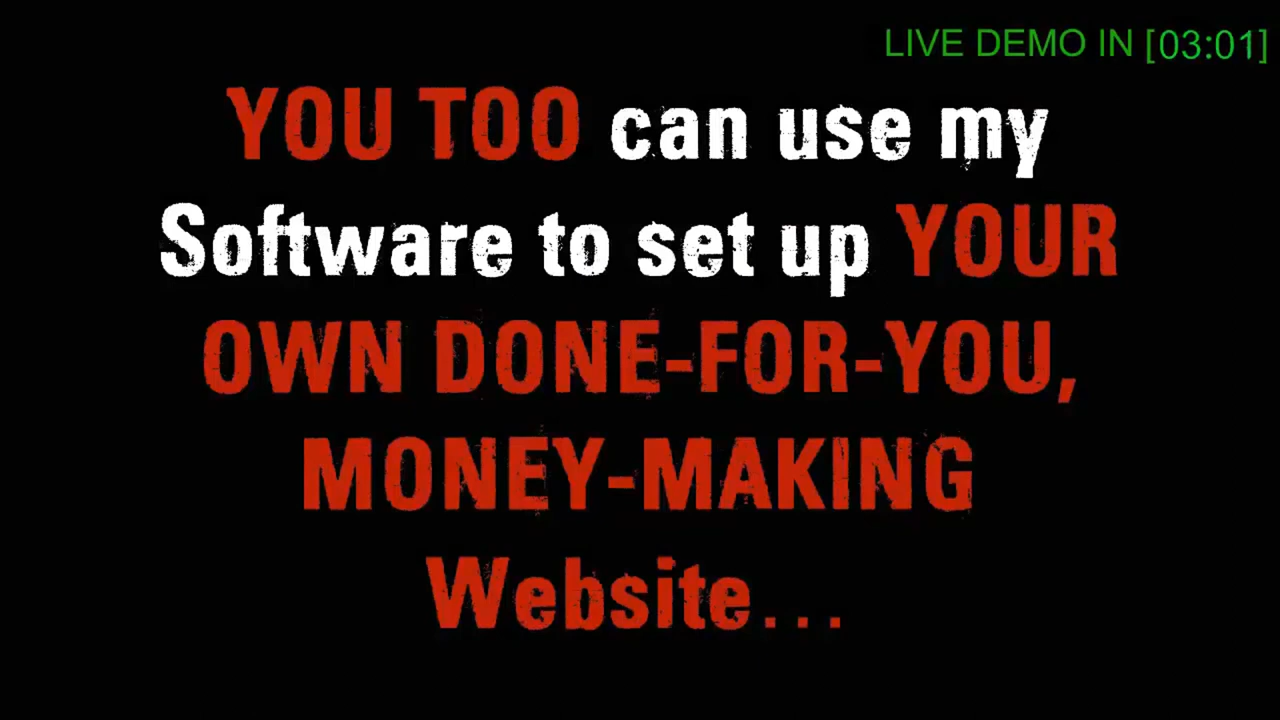 LIVE DEMO IN [03:01]
YOU TOO can use my
Software to set up YOUR
OWN DONE-FOR-YOU,
MONEY-MAKING
Website...